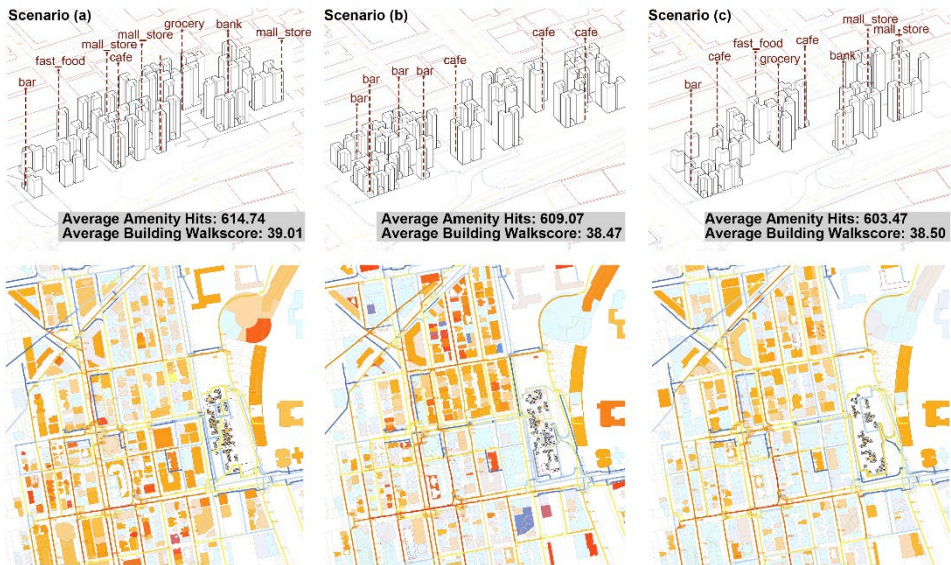 Scenario (a)
grocery
mall_store
bank
mall_store
mall_store
fast_food
cafe
bar
Average Amenity Hits: 614.74
Average Building Walkscore: 39.01
Scenario (b)
cafe
cafe
cafe
bar
bar
bar
bar
Average Amenity Hits: 609.07
Average Building Walkscore: 38.47
Scenario (c)
mall_store
mall_store
cafe
fast_food
cafe
bank
grocery
bar
Average Amenity Hits: 603.47
Average Building Walkscore: 38.50